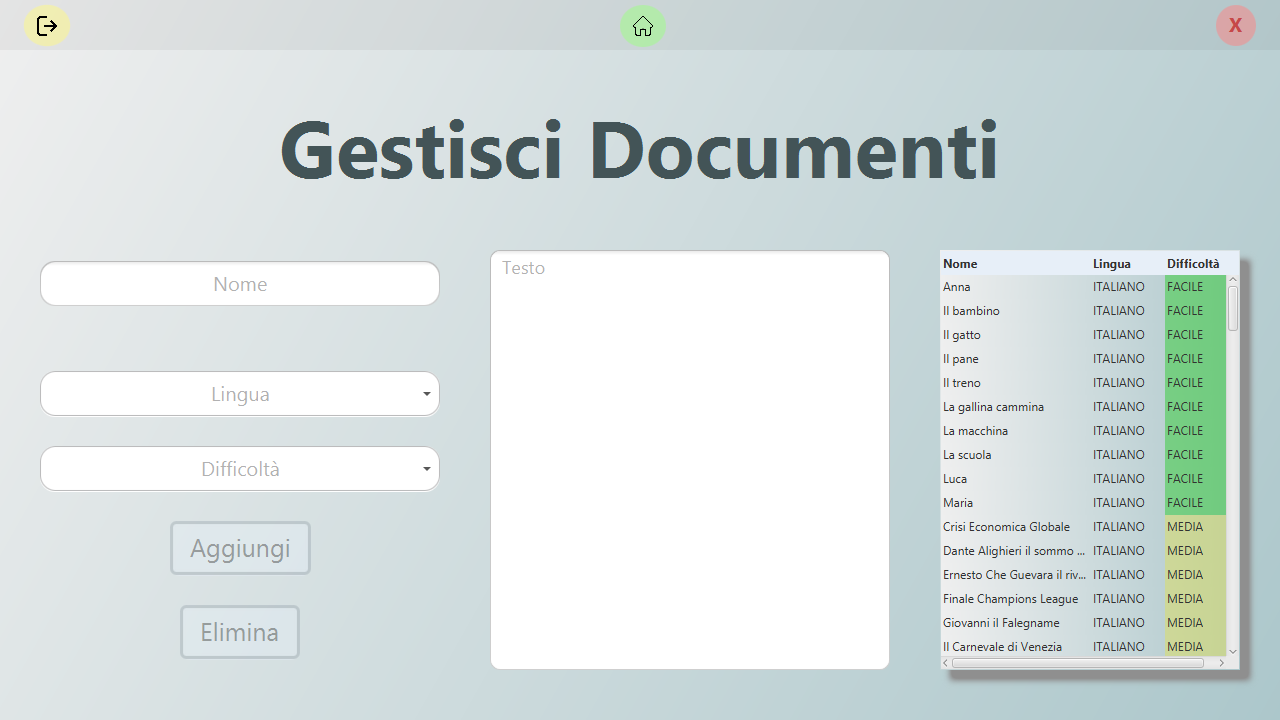 X
Gestisci Documenti
Nome
Lingua
Difficoltà
Aggiungi
Elimina
Testo
Nome Lingua Difficoltà
Anna ITALIANO FACILE
Il bambino ITALIANO FACILE
Il gatto ITALIANO FACILE
Il pane ITALIANO FACILE
Il treno ITALIANO FACILE
La gallina cammina ITALIANO FACILE
La macchina ITALIANO FACILE
La scuola ITALIANO FACILE
Luca ITALIANO FACILE
Maria ITALIANO FACILE
Crisi Economica Globale ITALIANO MEDIA
Dante Alighieri il sommo ... ITALIANO MEDIA
Ernesto Che Guevara il riv... ITALIANO MEDIA
Finale Champions League ITALIANO MEDIA
Giovanni il Falegname ITALIANO MEDIA
Il Carnevale di Venezia ITALIANO MEDIA